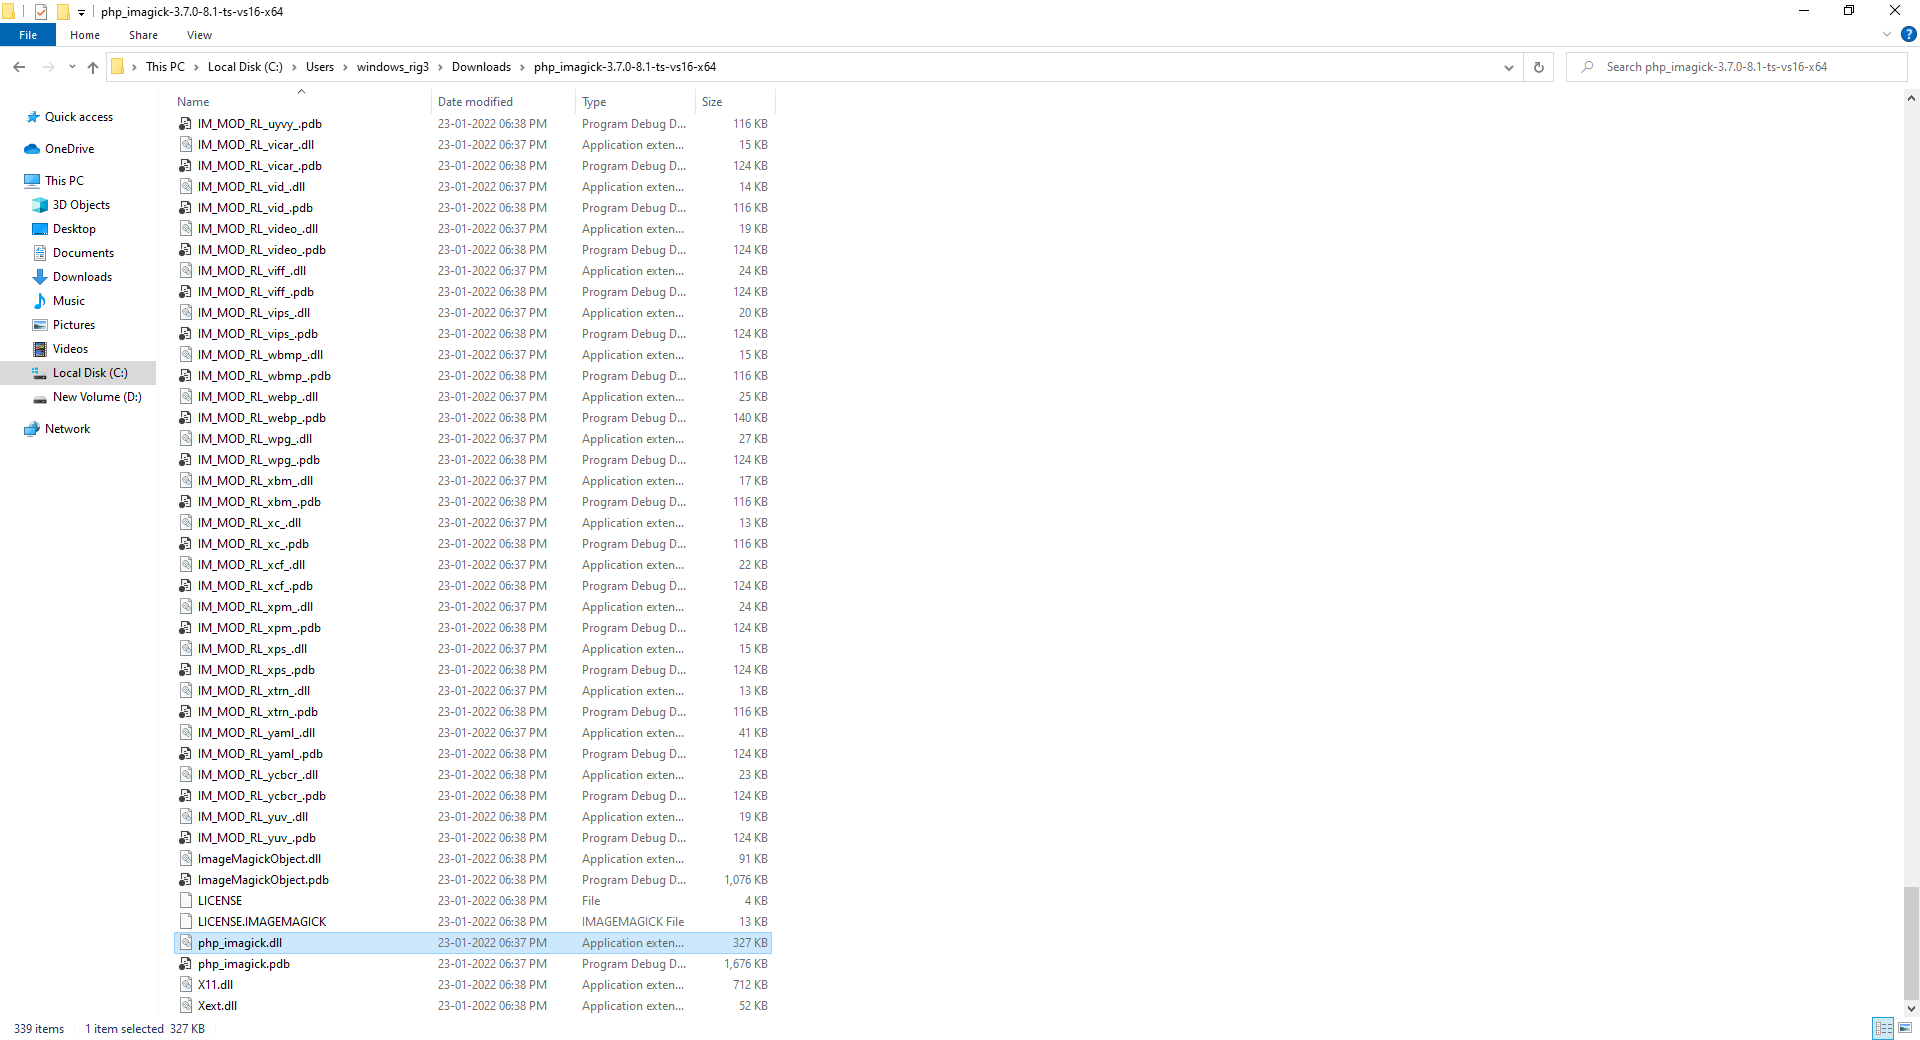 php_imagick-3.7.0-8.1-ts-vs16-x64
File Home Share View
This PC Local Disk (C:) Users windows_rig3 Downloads php_imagick-3.7.0-8.1-ts-vs16-x64 Search php_imagick-3.7.0-8.1-ts-vs16-x64
Quick access
OneDrive
This PC
3D Objects
Desktop
Documents
Downloads
Music
Pictures
Videos
Local Disk (C:)
New Volume (D:)
Network
Name Date modified Type Size
IM_MOD_RL_uyvy_.pdb 23-01-2022 06:38 PM Program Debug D... 116 KB
IM_MOD_RL_vicar_.dll 23-01-2022 06:37 PM Application exten... 15 KB
IM_MOD_RL_vicar_.pdb 23-01-2022 06:38 PM Program Debug D... 124 KB
IM_MOD_RL_vid_.dll 23-01-2022 06:37 PM Application exten... 14 KB
IM_MOD_RL_vid_.pdb 23-01-2022 06:38 PM Program Debug D... 116 KB
IM_MOD_RL_video_.dll 23-01-2022 06:37 PM Application exten... 19 KB
IM_MOD_RL_video_.pdb 23-01-2022 06:38 PM Program Debug D... 124 KB
IM_MOD_RL_viff_.dll 23-01-2022 06:37 PM Application exten... 24 KB
IM_MOD_RL_viff_.pdb 23-01-2022 06:38 PM Program Debug D... 124 KB
IM_MOD_RL_vips_.dll 23-01-2022 06:37 PM Application exten... 20 KB
IM_MOD_RL_vips_.pdb 23-01-2022 06:38 PM Program Debug D... 124 KB
IM_MOD_RL_wbmp_.dll 23-01-2022 06:37 PM Application exten... 15 KB
IM_MOD_RL_wbmp_.pdb 23-01-2022 06:38 PM Program Debug D... 116 KB
IM_MOD_RL_webp_.dll 23-01-2022 06:37 PM Application exten... 25 KB
IM_MOD_RL_webp_.pdb 23-01-2022 06:38 PM Program Debug D... 140 KB
IM_MOD_RL_wpg_.dll 23-01-2022 06:37 PM Application exten... 27 KB
IM_MOD_RL_wpg_.pdb 23-01-2022 06:38 PM Program Debug D... 124 KB
IM_MOD_RL_xbm_.dll 23-01-2022 06:37 PM Application exten... 17 KB
IM_MOD_RL_xbm_.pdb 23-01-2022 06:38 PM Program Debug D... 116 KB
IM_MOD_RL_xc_.dll 23-01-2022 06:37 PM Application exten... 13 KB
IM_MOD_RL_xc_.pdb 23-01-2022 06:38 PM Program Debug D... 116 KB
IM_MOD_RL_xcf_.dll 23-01-2022 06:37 PM Application exten... 22 KB
IM_MOD_RL_xcf_.pdb 23-01-2022 06:38 PM Program Debug D... 124 KB
IM_MOD_RL_xpm_.dll 23-01-2022 06:37 PM Application exten... 24 KB
IM_MOD_RL_xpm_.pdb 23-01-2022 06:38 PM Program Debug D... 124 KB
IM_MOD_RL_xps_.dll 23-01-2022 06:37 PM Application exten... 15 KB
IM_MOD_RL_xps_.pdb 23-01-2022 06:38 PM Program Debug D... 124 KB
IM_MOD_RL_xtrn_.dll 23-01-2022 06:37 PM Application exten... 13 KB
IM_MOD_RL_xtrn_.pdb 23-01-2022 06:38 PM Program Debug D... 116 KB
IM_MOD_RL_yaml_.dll 23-01-2022 06:37 PM Application exten... 41 KB
IM_MOD_RL_yaml_.pdb 23-01-2022 06:38 PM Program Debug D... 124 KB
IM_MOD_RL_ycbcr_.dll 23-01-2022 06:38 PM Application exten... 23 KB
IM_MOD_RL_ycbcr_.pdb 23-01-2022 06:38 PM Program Debug D... 124 KB
IM_MOD_RL_yuv_.dll 23-01-2022 06:38 PM Application exten... 19 KB
IM_MOD_RL_yuv_.pdb 23-01-2022 06:38 PM Program Debug D... 124 KB
ImageMagickObject.dll 23-01-2022 06:38 PM Application exten... 91 KB
ImageMagickObject.pdb 23-01-2022 06:38 PM Program Debug D... 1,076 KB
LICENSE 23-01-2022 06:38 PM File 4 KB
LICENSE.IMAGEMAGICK 23-01-2022 06:38 PM IMAGEMAGICK File 13 KB
php_imagick.dll 23-01-2022 06:37 PM Application exten... 327 KB
php_imagick.pdb 23-01-2022 06:37 PM Program Debug D... 1,676 KB
X11.dll 23-01-2022 06:38 PM Application exten... 712 KB
Xext.dll 23-01-2022 06:38 PM Application exten... 52 KB
339 items 1 item selected 327 KB